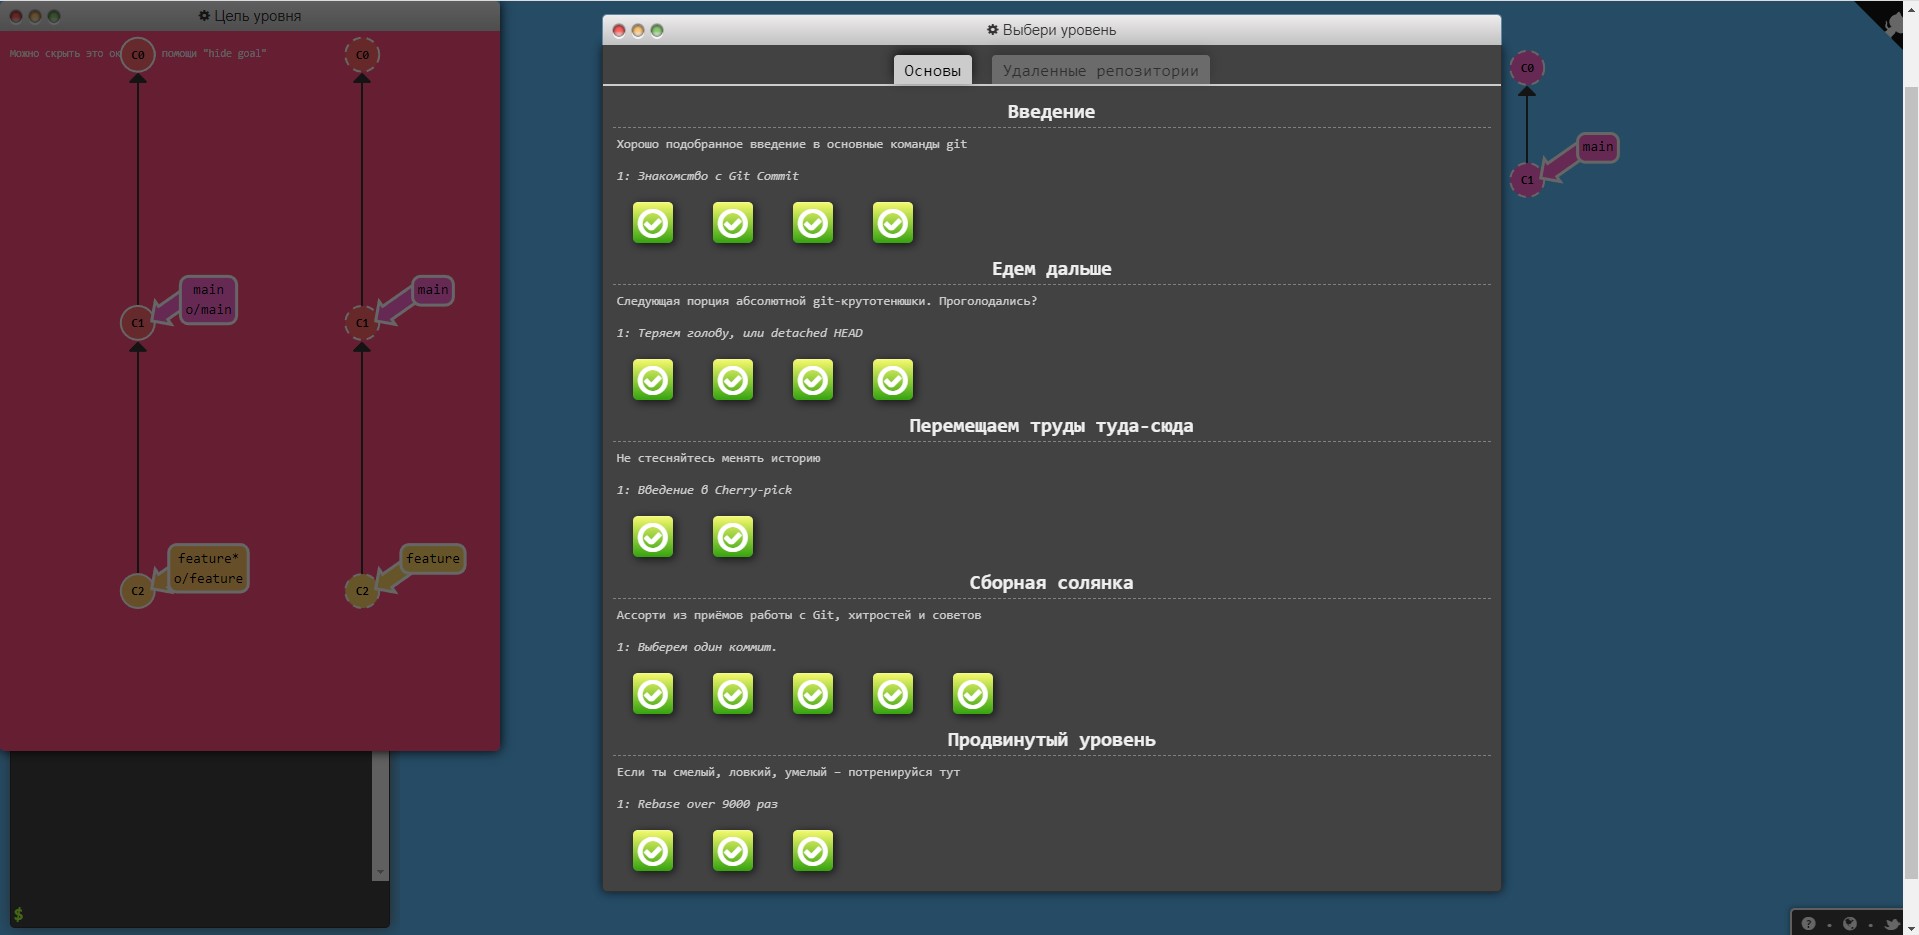 Цель уровня
Можно скрыть это ок помощи "hide goal"
C0
C0
main
o/main
C1
main
C1
feature*
o/feature
C2
feature
C2
$
Выбери уровень
Основы
Удаленные репозитории
Введение
Хорошо подобранное введение в основные команды git
1: Знакомство с Git Commit
Едем дальше
Следующая порция абсолютной git-крутотенюшки. Проголодались?
1: Теряем голову, или detached HEAD
Перемещаем труды туда-сюда
Не стесняйтесь менять историю
1: Введение в Cherry-pick
Сборная солянка
Ассорти из приёмов работы с Git, хитростей и советов
1: Выберем один коммит.
Продвинутый уровень
Если ты смелый, ловкий, умелый – потренируйся тут
1: Rebase over 9000 раз
C0
main
C1